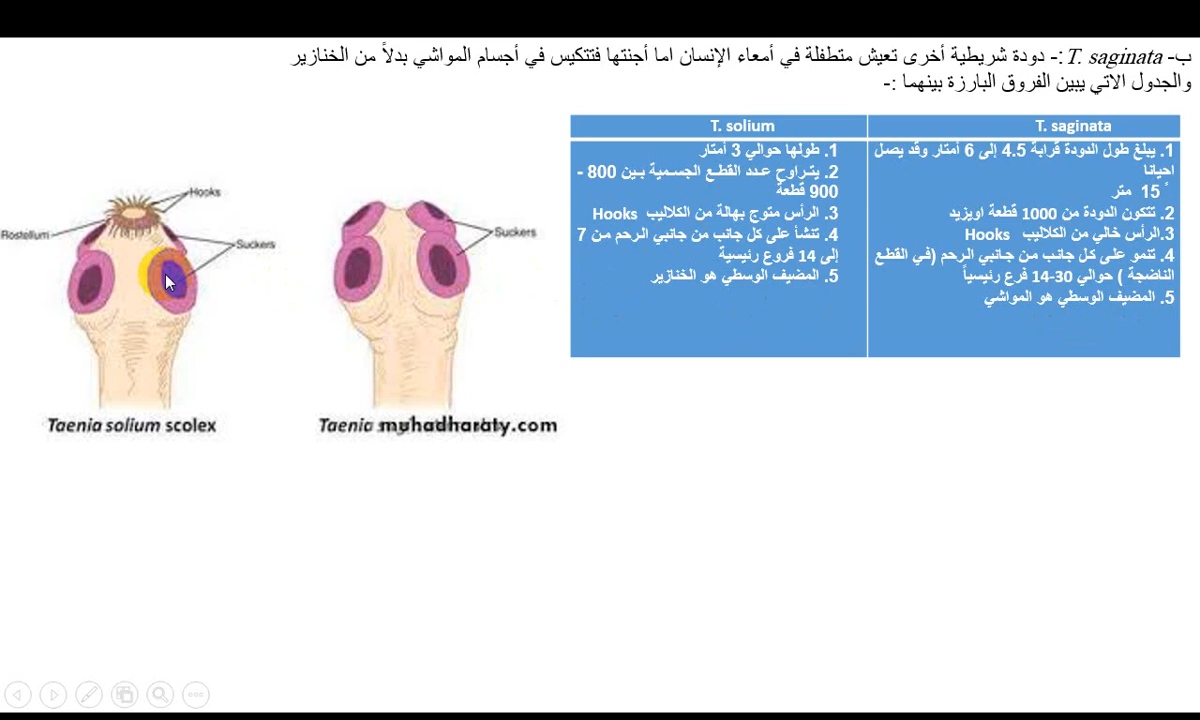 ب- T. saginata :- دودة شريطية أخرى تعيش متطفلة في أمعاء الإنسان اما أجنتها فتتكيس في أجسام المواشي بدلاً من الخنازير
والجدول الاتي يبين الفروق البارزة بينهما :-
T. saginata
1. يبلغ طول الدودة قرابة 4.5 إلى 6 أمتار وقد يصل
احيانا
ً 15 متر
2. تتكون الدودة من 1000 قطعة اويزيد
3.الرأس خالي من الكلاليب Hooks
4. تنمو على كل جانب من جانبي الرحم (في القطع
الناضجة ) حوالي 30-14 فرع رئيسياً
5. المضيف الوسطي هو المواشي
T. solium
1. طولها حوالي 3 أمتار
2. يتراوح عدد القطع الجسمية بين 800 -
900 قطعة
3. الرأس متوج بهالة من الكلاليب Hooks
4. تنشأ على كل جانب من جانبي الرحم من 7
إلى 14 فروع رئيسية
5. المضيف الوسطي هو الخنازير
Hooks
Rostellum
Suckers
Suckers
Taenia solium scolex
Taenia
muhadharaty.com